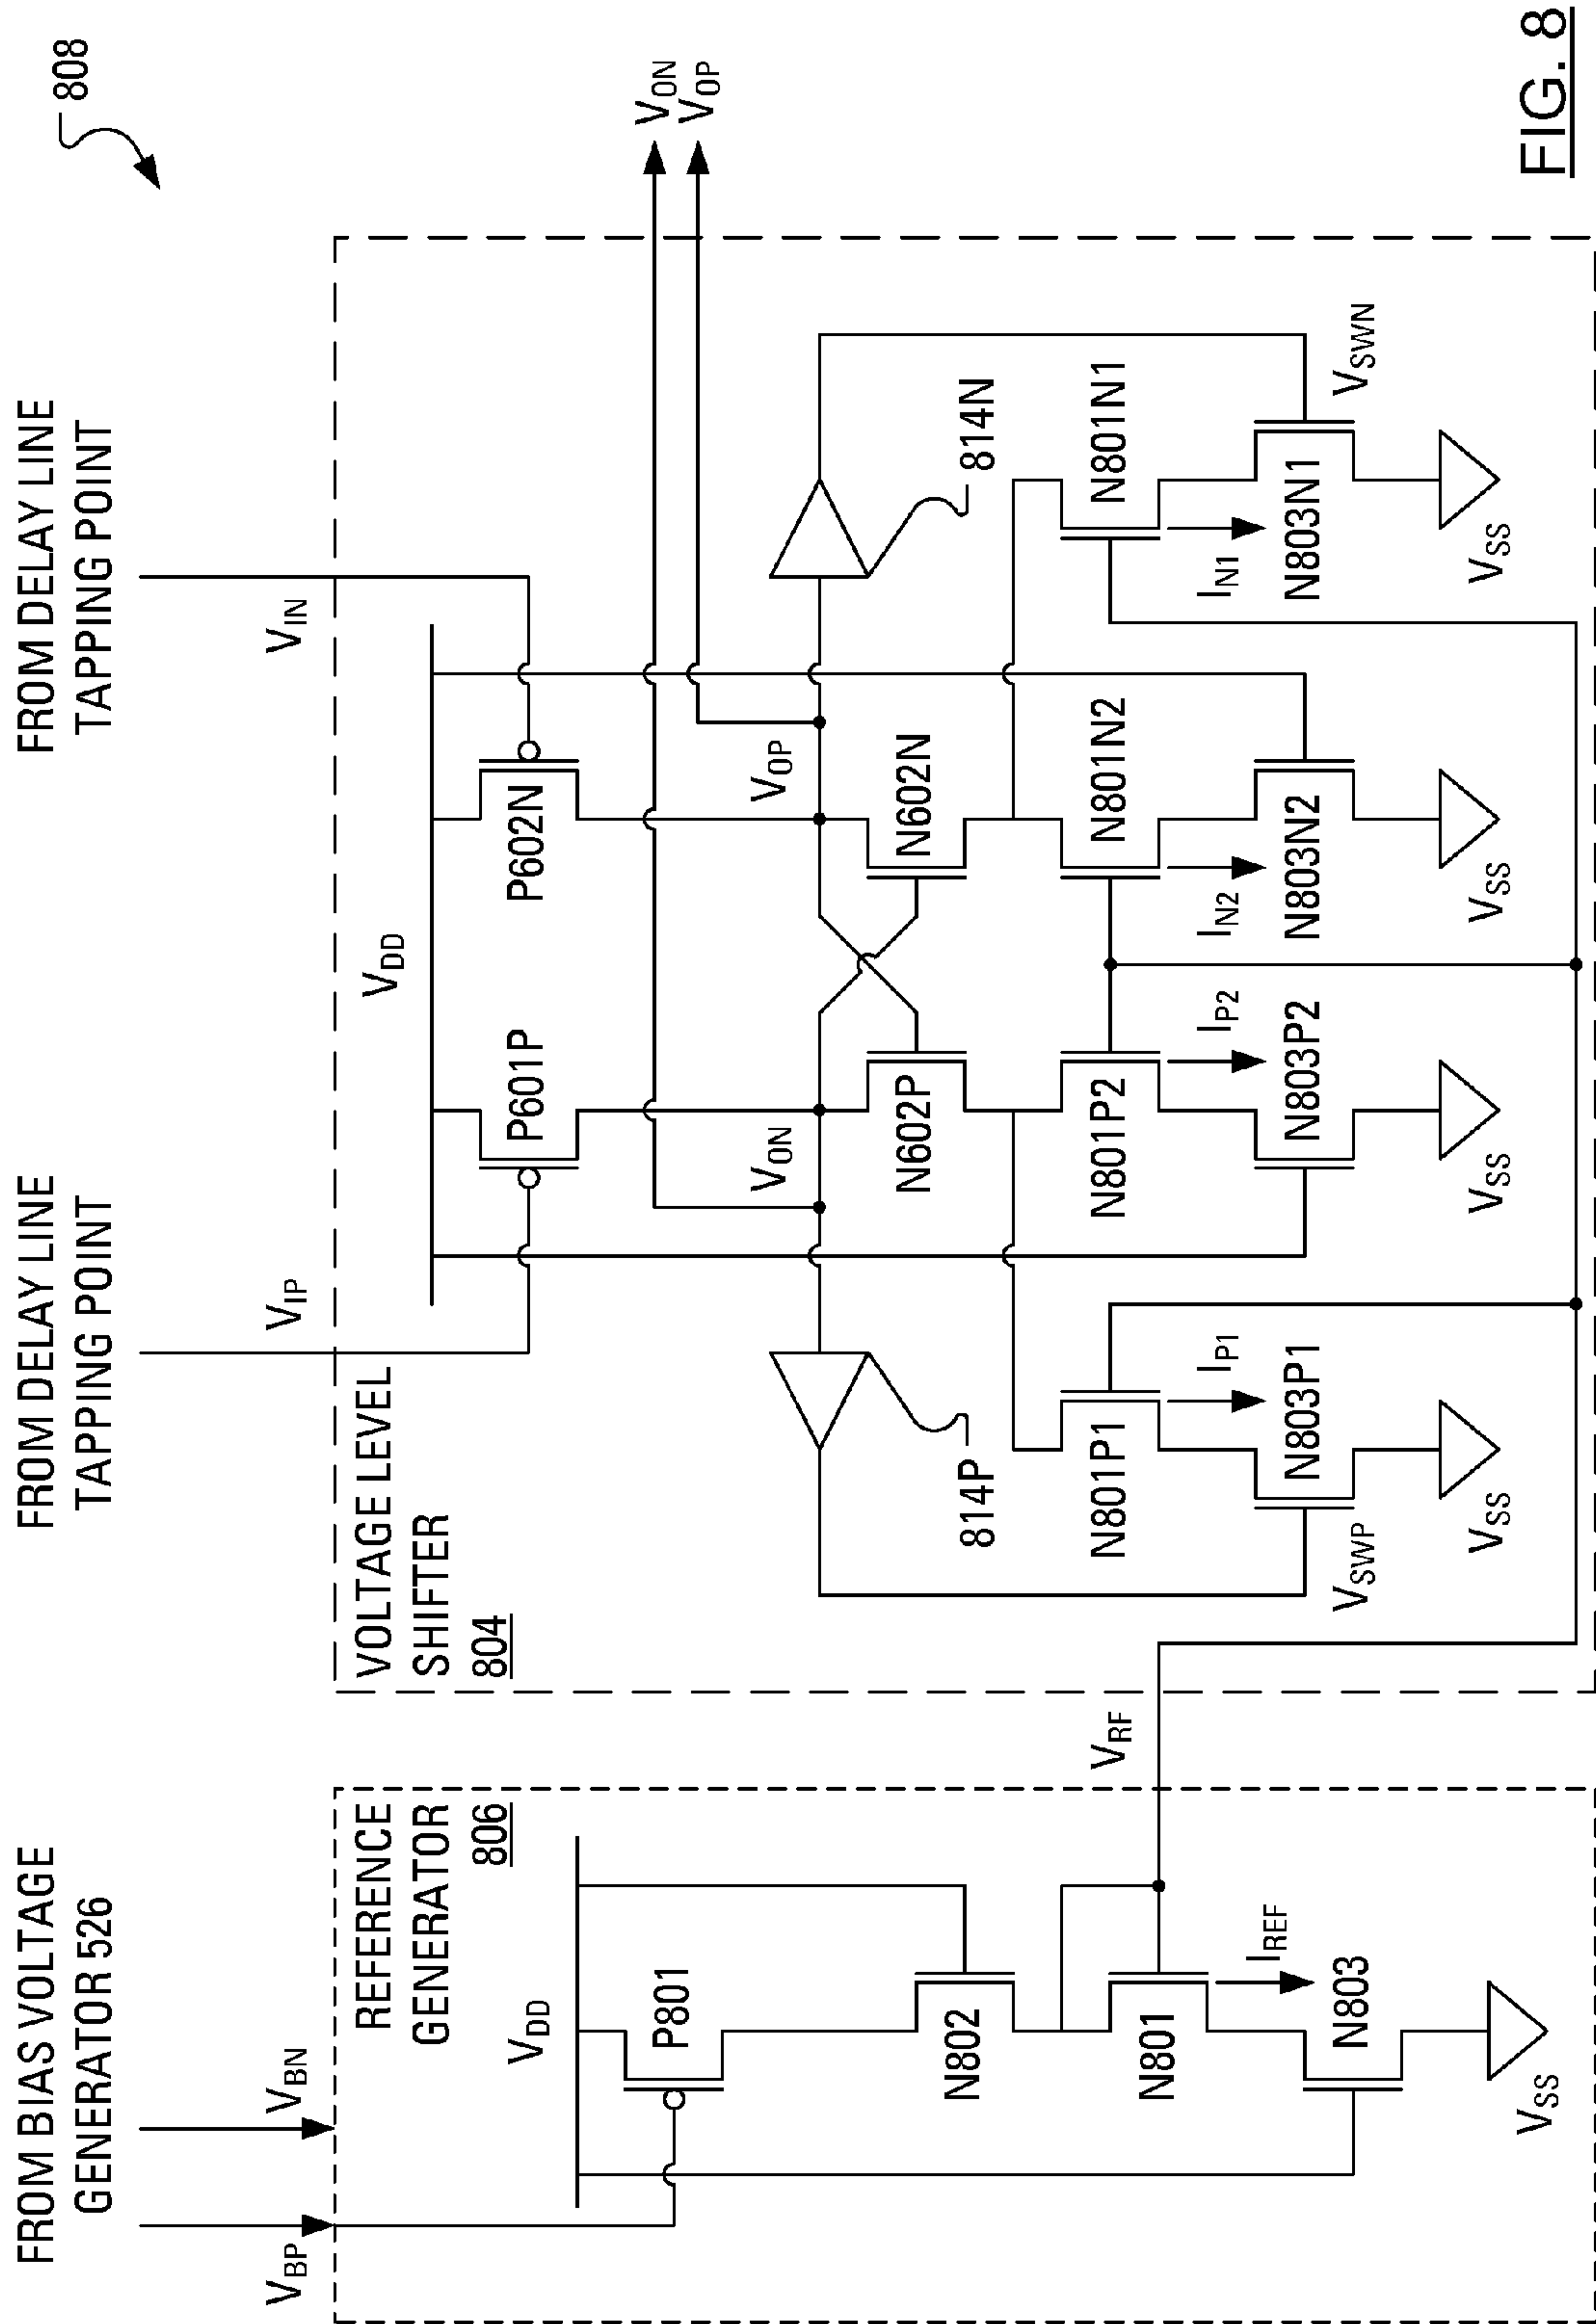 808
FROM BIAS VOLTAGE
GENERATOR 526
FROM DELAY LINE
TAPPING POINT
FROM DELAY LINE
TAPPING POINT
V_BP
V_BN
V_IP
V_IN
REFERENCE
GENERATOR
806
V_DD
P801
N802
N801
I_REF
N803
V_SS
V_RF
VOLTAGE LEVEL
SHIFTER
804
V_DD
P601P
P602N
V_ON
V_OP
V_ON
V_OP
814P
N602P
N602N
814N
N801P1
N801P2
N801N2
N801N1
I_P1
I_P2
I_N2
I_N1
V_SWP
N803P1
N803P2
N803N2
N803N1
V_SWN
V_SS
V_SS
V_SS
V_SS
FIG. 8